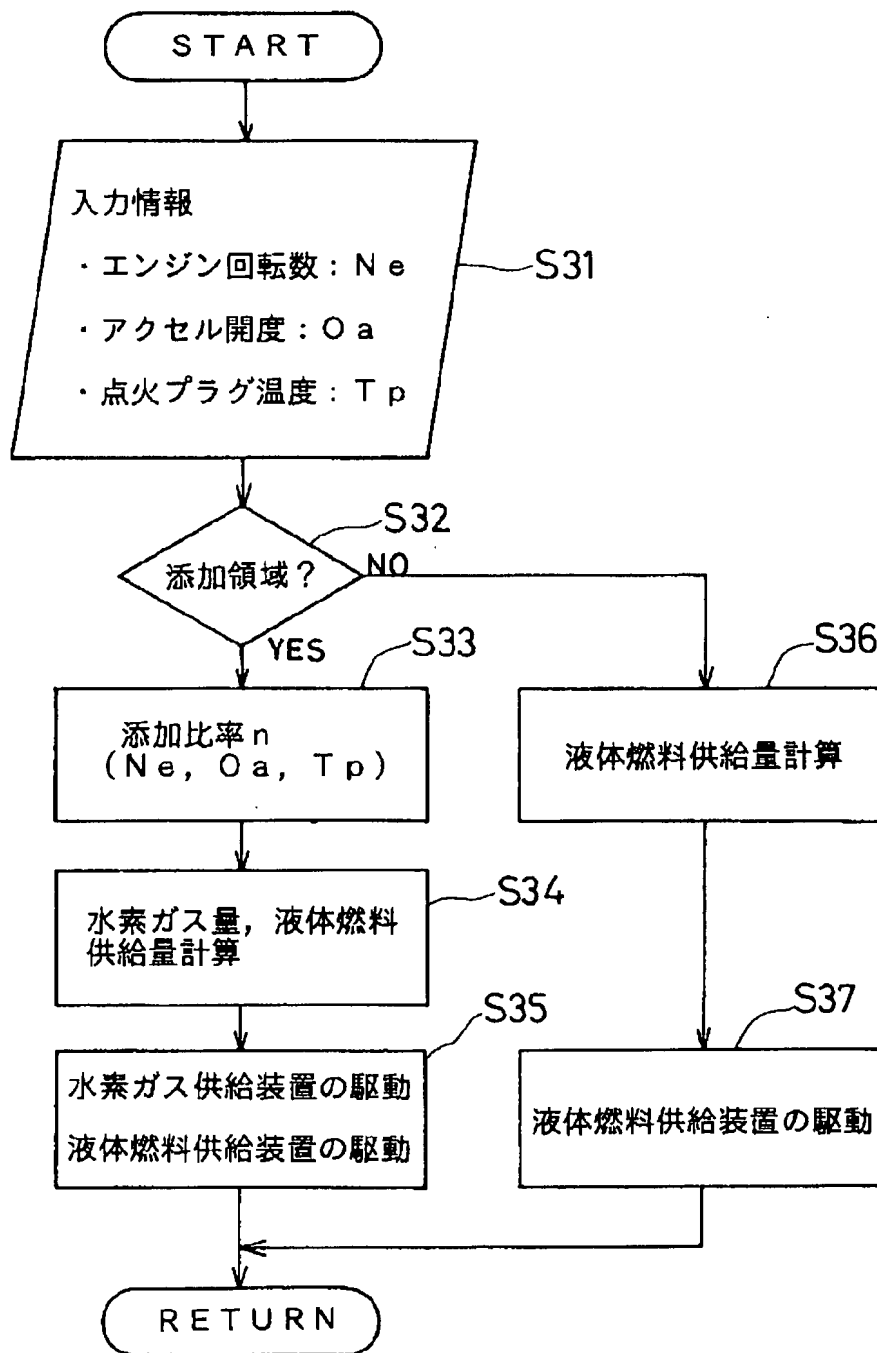 START
入力情報
・エンジン回転数：Ｎｅ
・アクセル開度：Ｏａ
・点火プラグ温度：Ｔｐ
S31
S32
添加領域？
NO
YES
S33
添加比率ｎ
（Ｎｅ，Ｏａ，Ｔｐ）
S36
液体燃料供給量計算
S34
水素ガス量，液体燃料
供給量計算
S35
水素ガス供給装置の駆動
液体燃料供給装置の駆動
S37
液体燃料供給装置の駆動
RETURN